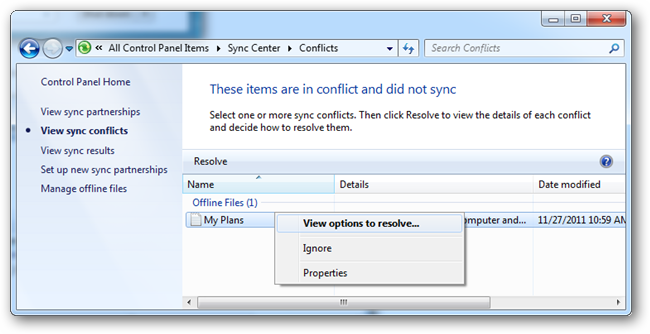 « All Control Panel Items ▸ Sync Center ▸ Conflicts
Search Conflicts
Control Panel Home
View sync partnerships
• View sync conflicts
View sync results
Set up new sync partnerships
Manage offline files
These items are in conflict and did not sync
Select one or more sync conflicts. Then click Resolve to view the details of each conflict
and decide how to resolve them.
Resolve
Name Details Date modified
Offline Files (1)
My Plans omputer and... 11/27/2011 10:59 AM
View options to resolve...
Ignore
Properties